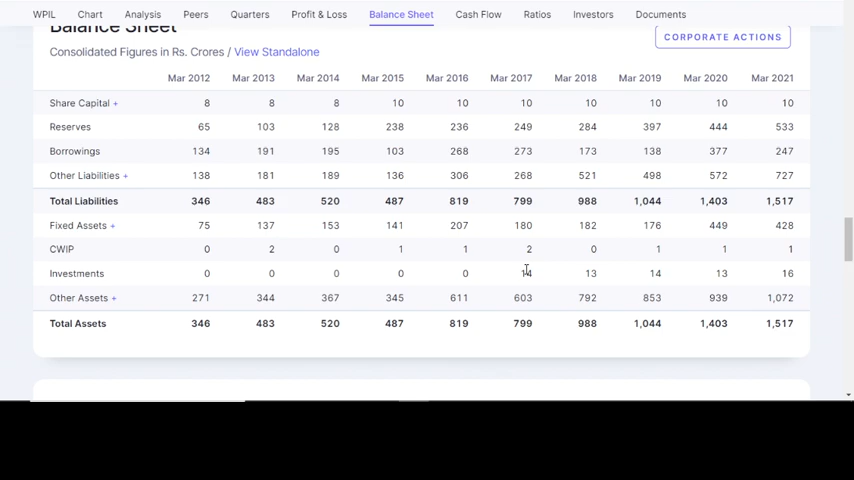 WPIL Chart Analysis Peers Quarters Profit & Loss Balance Sheet Cash Flow Ratios Investors Documents
Balance Sheet
CORPORATE ACTIONS
Consolidated Figures in Rs. Crores / View Standalone
Mar 2012 Mar 2013 Mar 2014 Mar 2015 Mar 2016 Mar 2017 Mar 2018 Mar 2019 Mar 2020 Mar 2021
Share Capital + 8 8 8 10 10 10 10 10 10 10
Reserves 65 103 128 238 236 249 284 397 444 533
Borrowings 134 191 195 103 268 273 173 138 377 247
Other Liabilities + 138 181 189 136 306 268 521 498 572 727
Total Liabilities 346 483 520 487 819 799 988 1,044 1,403 1,517
Fixed Assets + 75 137 153 141 207 180 182 176 449 428
CWIP 0 2 0 1 1 2 0 1 1 1
Investments 0 0 0 0 0 14 13 14 13 16
Other Assets + 271 344 367 345 611 603 792 853 939 1,072
Total Assets 346 483 520 487 819 799 988 1,044 1,403 1,517